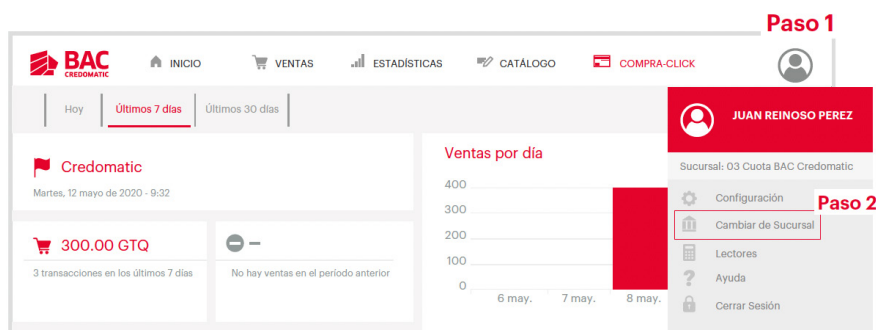 Paso 1
BAC
CREDOMATIC
INICIO
VENTAS
ESTADÍSTICAS
CATÁLOGO
COMPRA-CLICK
Hoy
Últimos 7 días
Últimos 30 días
JUAN REINOSO PEREZ
Credomatic
Martes, 12 mayo de 2020 - 9:32
Ventas por día
400
300
200
100
0
6 may.
7 may.
8 may.
Sucursal: 03 Cuota BAC Credomatic
Configuración
Paso 2
Cambiar de Sucursal
Lectores
Ayuda
Cerrar Sesión
300.00 GTQ
3 transacciones en los últimos 7 días
–
No hay ventas en el período anterior